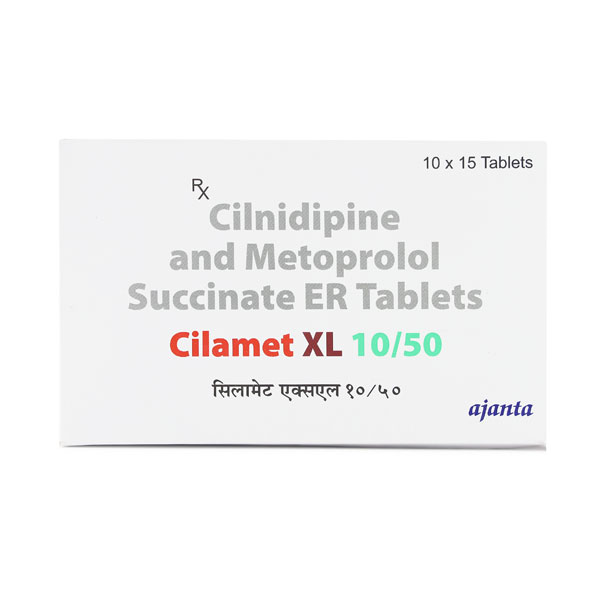 10 x 15 Tablets
Rx
Cilnidipine
and Metoprolol
Succinate ER Tablets
Cilamet XL 10/50
सिलामेट एक्सएल १०/५०
ajanta